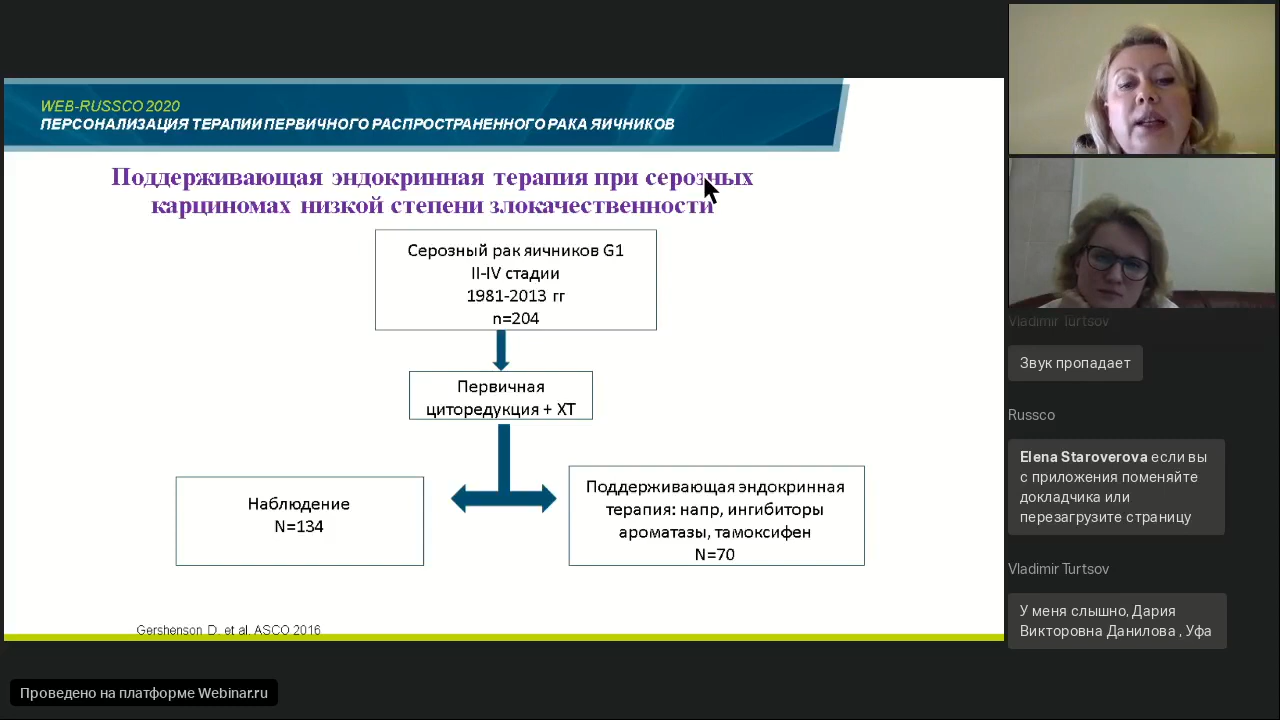 WEB-RUSSCO 2020
ПЕРСОНАЛИЗАЦИЯ ТЕРАПИИ ПЕРВИЧНОГО РАСПРОСТРАНЕННОГО РАКА ЯИЧНИКОВ
Поддерживающая эндокринная терапия при серозных
карциномах низкой степени злокачественности
Серозный рак яичников G1
II-IV стадии
1981-2013 гг
n=204
Первичная
циторедукция + ХТ
Наблюдение
N=134
Поддерживающая эндокринная
терапия: напр, ингибиторы
ароматазы, тамоксифен
N=70
Gershenson D. et al. ASCO 2016
Проведено на платформе Webinar.ru
Vladimir Turtsov
Звук пропадает
Russco
Elena Staroverova если вы
с приложения поменяйте
докладчика или
перезагрузите страницу
Vladimir Turtsov
У меня слышно, Дария
Викторовна Данилова , Уфа